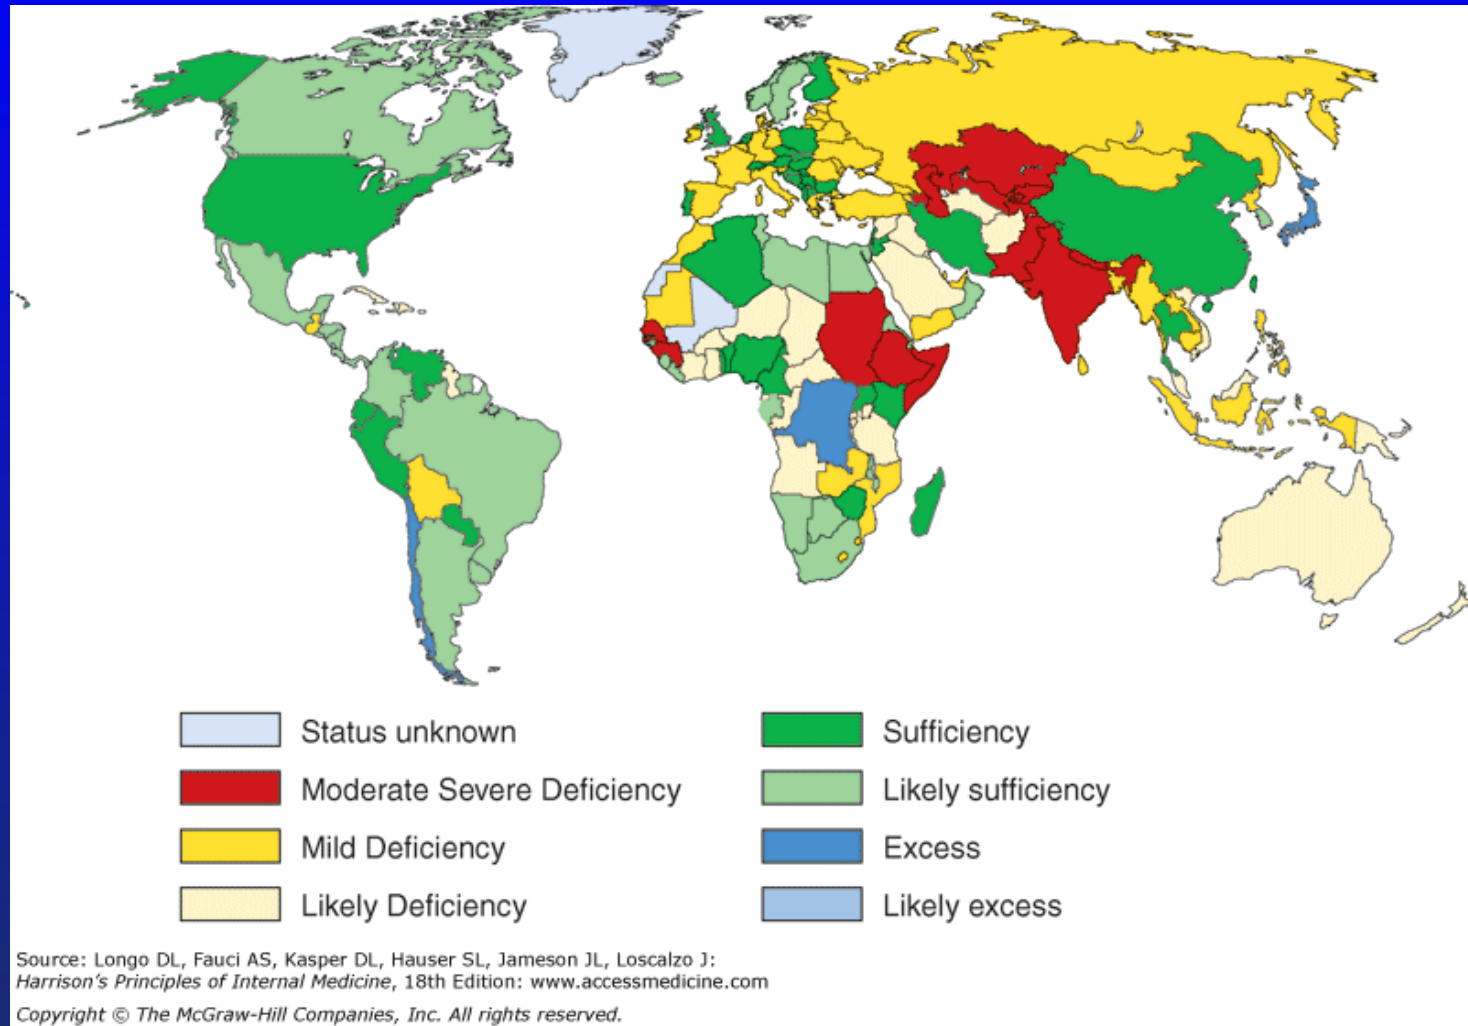 Status unknown
Moderate Severe Deficiency
Mild Deficiency
Likely Deficiency
Sufficiency
Likely sufficiency
Excess
Likely excess
Source: Longo DL, Fauci AS, Kasper DL, Hauser SL, Jameson JL, Loscalzo J:
Harrison's Principles of Internal Medicine, 18th Edition: www.accessmedicine.com
Copyright © The McGraw-Hill Companies, Inc. All rights reserved.